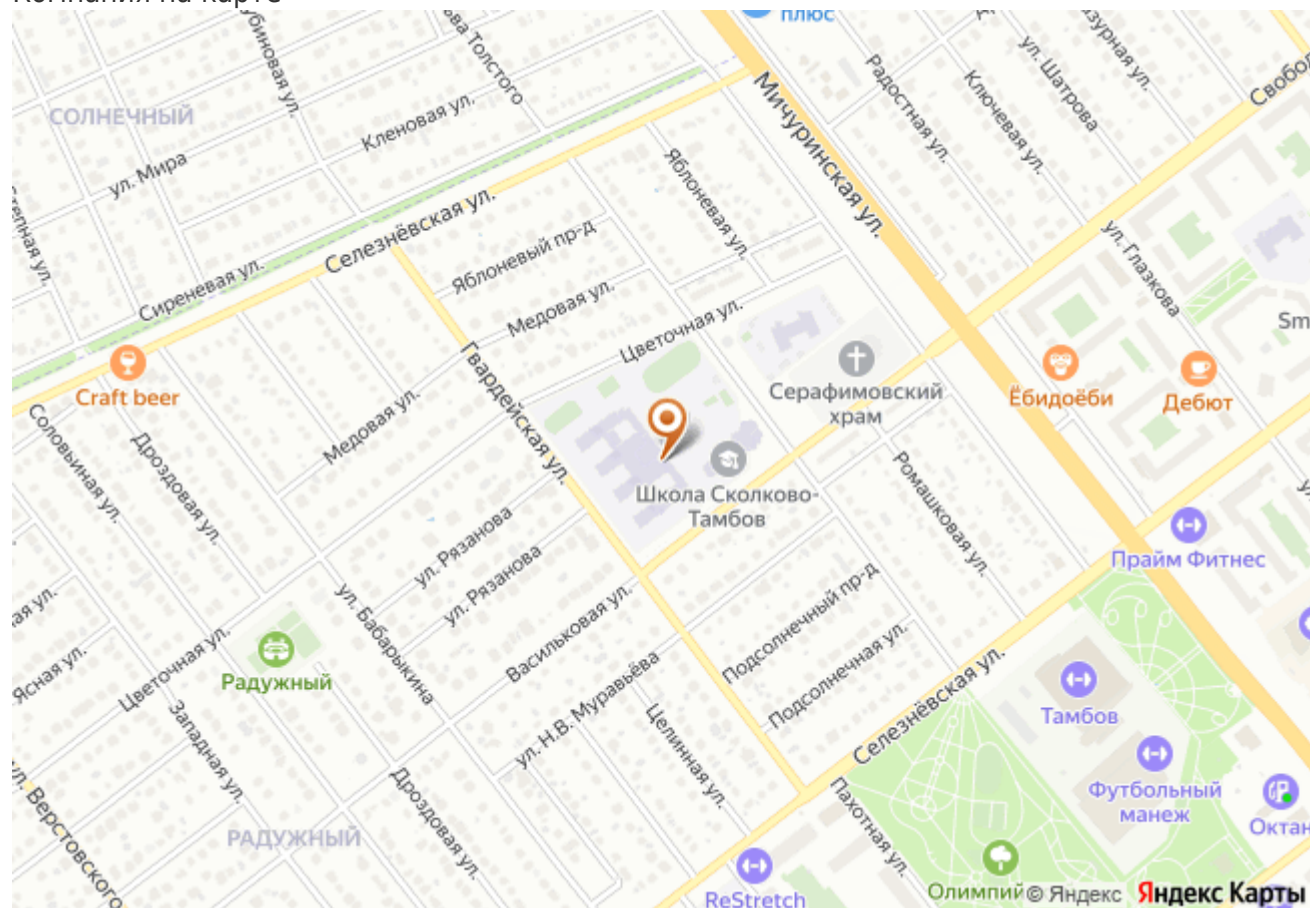 плюс
Рубиновая ул.
Толстого
ул. Шатрова
Радостная ул.
Ключевая ул.
СОЛНЕЧНЫЙ
Кленовая ул.
Мичуринская ул.
ул. Мира
Яблоневая ул.
Селезнёвская ул.
Яблоневый пр-д
ул. Глазкова
Сиреневая ул.
Медовая ул.
Цветочная ул.
Гвардейская ул.
Craft beer
Серафимовский
храм
Ёбидоёби
Дебют
Медовая ул.
Соловьиная ул.
Дроздовая ул.
Школа Сколково-
Тамбов
Ромашковая ул.
ул. Рязанова
Прайм Фитнес
ул. Рязанова
Подсолнечный пр-д
ул. Бабарыкина
Васильковая ул.
Подсолнечная ул.
Ясная ул.
Цветочная ул.
Радужный
ул. Н.В. Муравьёва
Селезнёвская ул.
Тамбов
Западная ул.
Целинная ул.
ул. Верстовского
РАДУЖНЫЙ
Дроздовая ул.
Пахотная ул.
Футбольный
манеж
ReStretch
© Яндекс Яндекс Карты